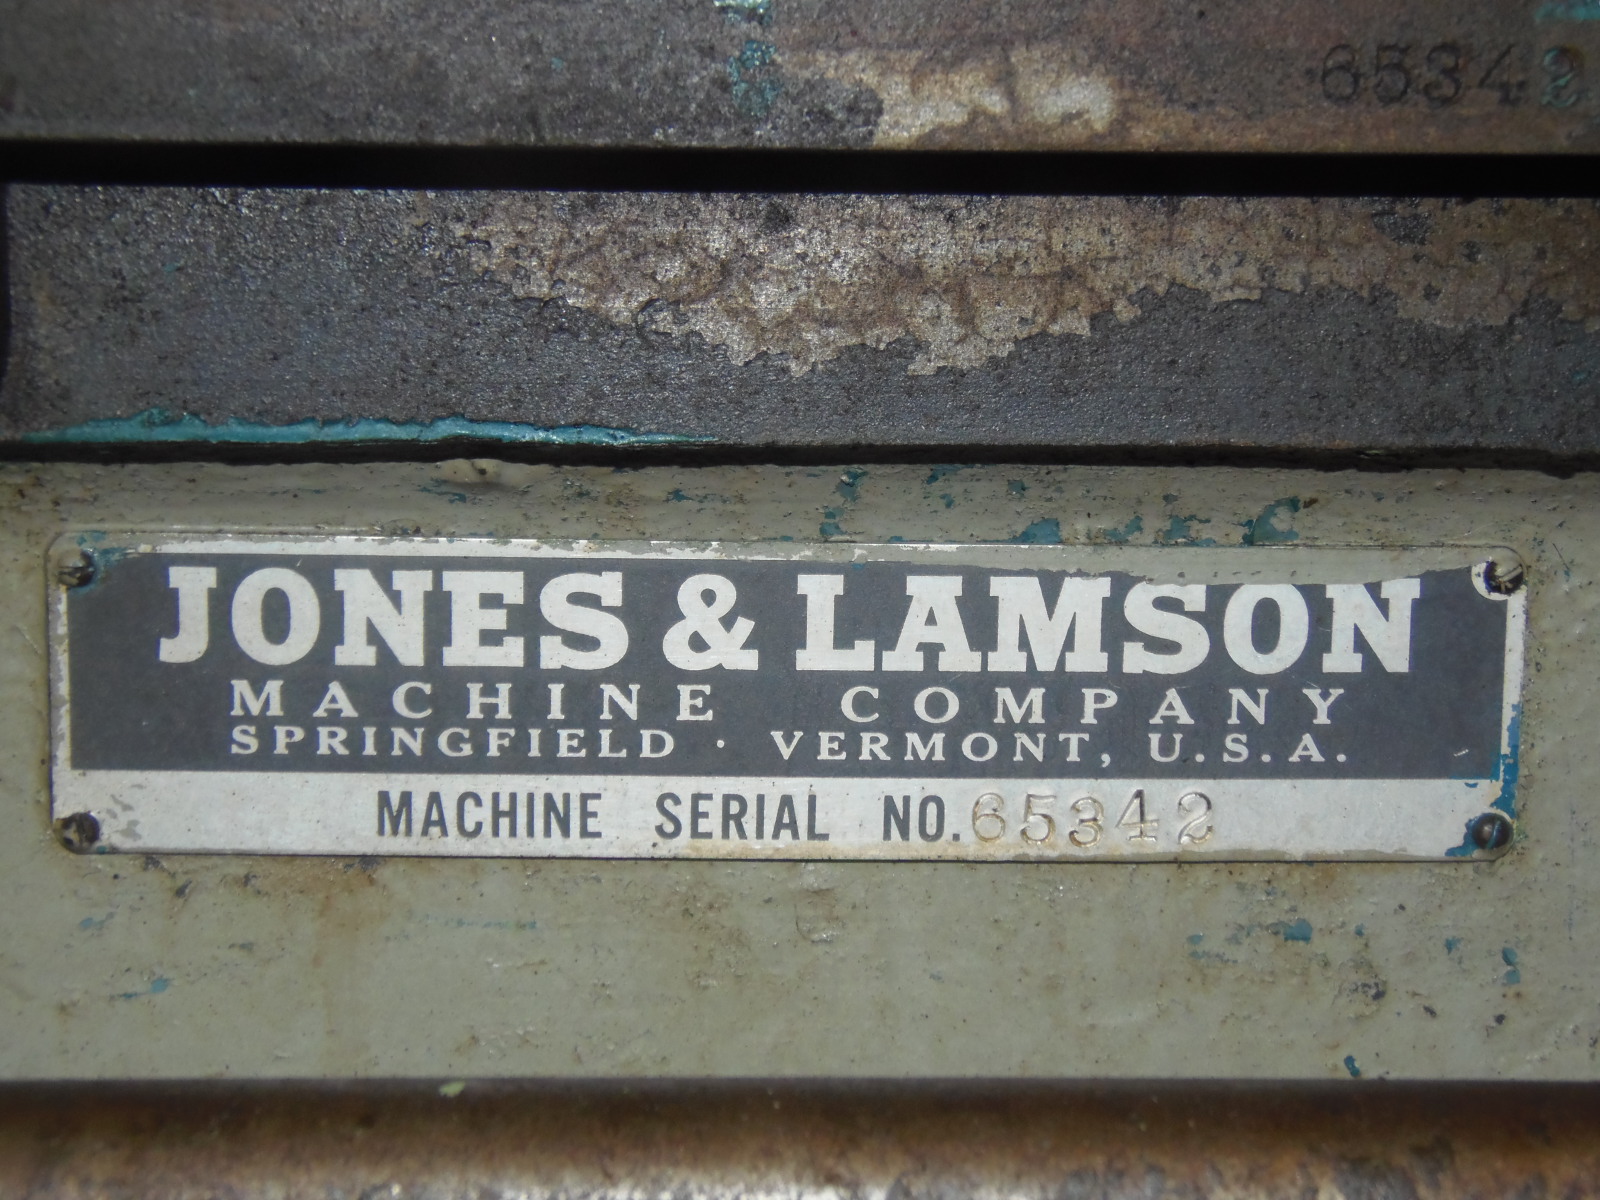 65342
JONES & LAMSON
MACHINE COMPANY
SPRINGFIELD · VERMONT, U.S.A.
MACHINE SERIAL NO. 65342